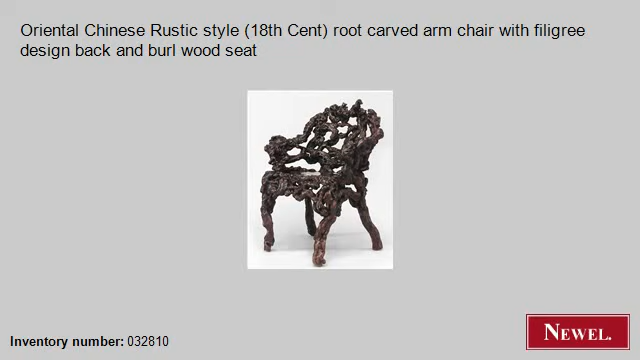 Oriental Chinese Rustic style (18th Cent) root carved arm chair with filigree
design back and burl wood seat
Inventory number: 032810
NEWEL.